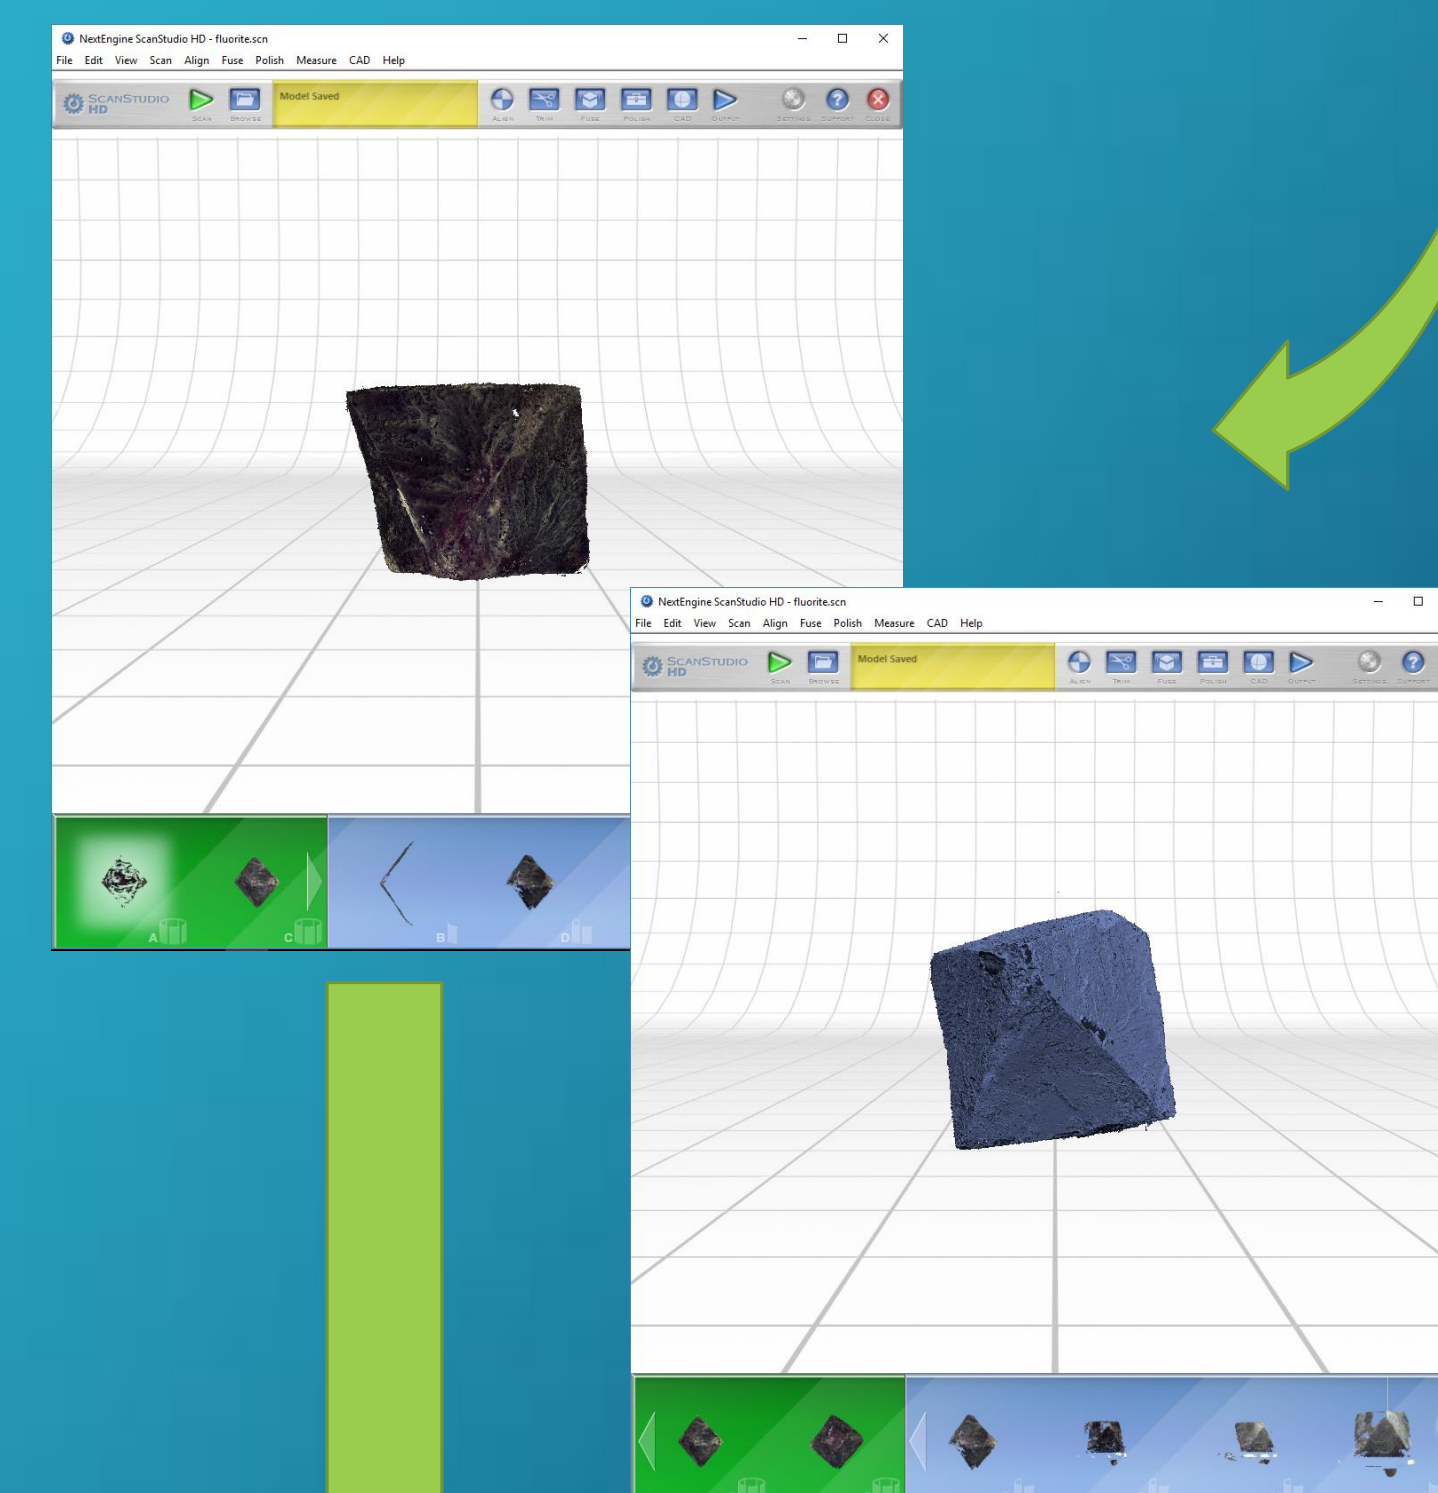 NextEngine ScanStudio HD - fluorite.scn
File Edit View Scan Align Fuse Polish Measure CAD Help
SCANSTUDIO HD
SCAN BROWSE
Model Saved
ALIGN TRIM FUSE POLISH CAD OUTPUT SETTINGS SUPPORT CLOSE
A C B D
NextEngine ScanStudio HD - fluorite.scn
File Edit View Scan Align Fuse Polish Measure CAD Help
SCANSTUDIO HD
SCAN BROWSE
Model Saved
ALIGN TRIM FUSE POLISH CAD OUTPUT SETTINGS SUPPORT